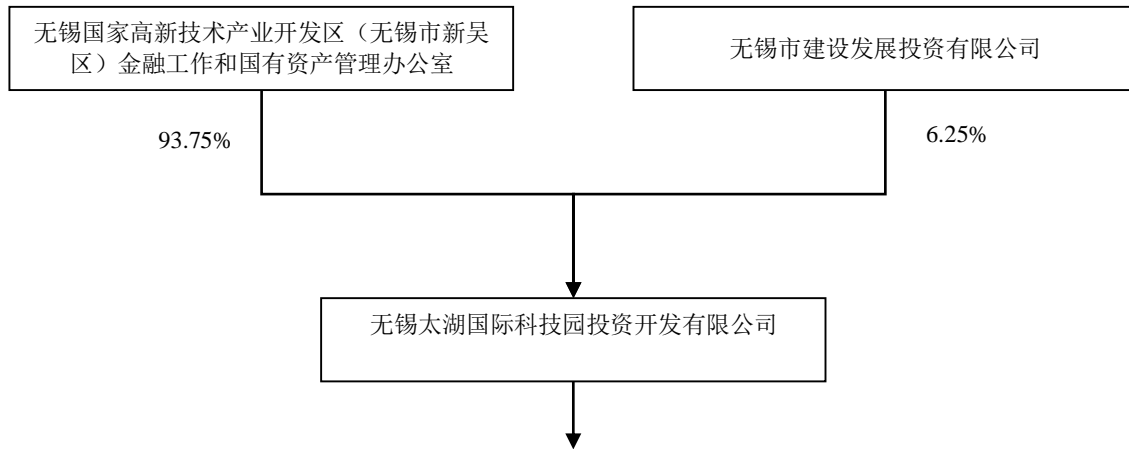 无锡国家高新技术产业开发区（无锡市新吴
区）金融工作和国有资产管理办公室
无锡市建设发展投资有限公司
93.75%
6.25%
无锡太湖国际科技园投资开发有限公司